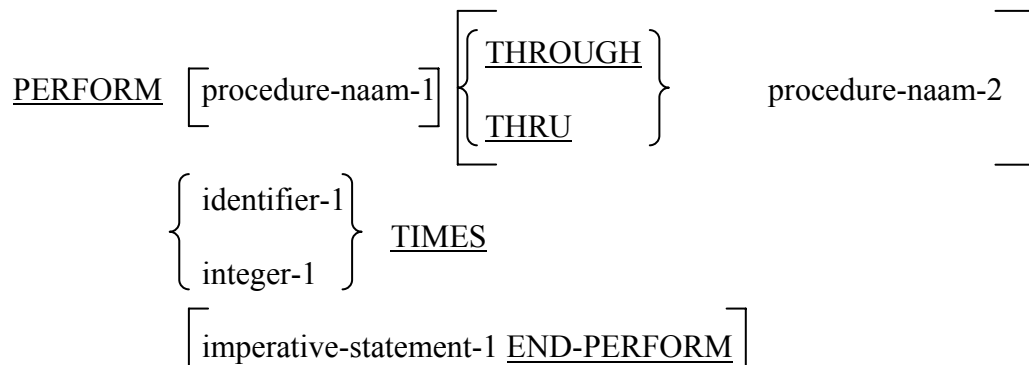 THROUGH
PERFORM procedure-naam-1 procedure-naam-2
THRU
identifier-1
TIMES
integer-1
imperative-statement-1 END-PERFORM